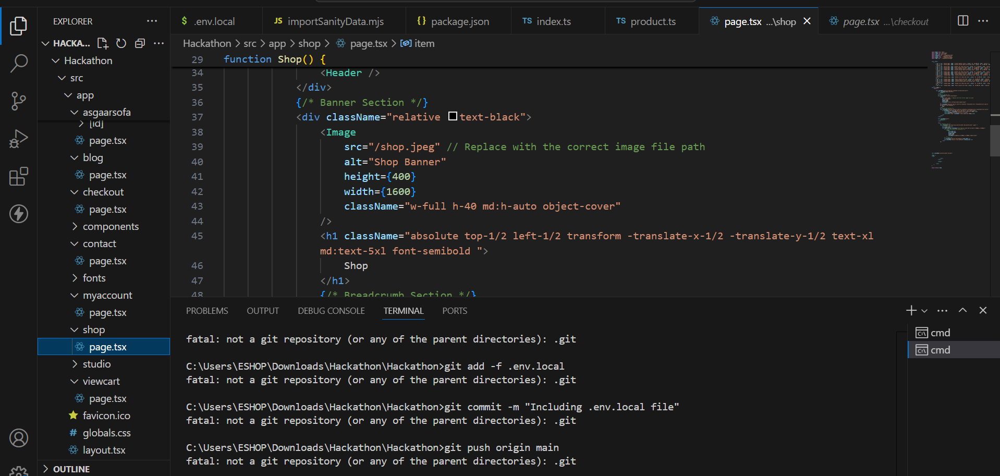 EXPLORER
HACKA...
Hackathon
src
app
asgaarsofa
[id]
page.tsx
blog
page.tsx
checkout
page.tsx
components
contact
page.tsx
fonts
myaccount
page.tsx
shop
page.tsx
studio
viewcart
page.tsx
favicon.ico
# globals.css
layout.tsx
OUTLINE
$ .env.local
JS importSanityData.mjs
{} package.json
TS index.ts
TS product.ts
page.tsx ...\shop
page.tsx ...\checkout
Hackathon > src > app > shop > page.tsx > item
29 function Shop() {
34 <Header />
35 </div>
36 {/* Banner Section */}
37 <div className="relative text-black">
38 <Image
39 src="/shop.jpeg" // Replace with the correct image file path
40 alt="Shop Banner"
41 height={400}
42 width={1600}
43 className="w-full h-40 md:h-auto object-cover"
44 />
45 <h1 className="absolute top-1/2 left-1/2 transform -translate-x-1/2 -translate-y-1/2 text-xl
md:text-5xl font-semibold ">
46 Shop
47 </h1>
48 {/* Breadcrumb Section */}
PROBLEMS OUTPUT DEBUG CONSOLE TERMINAL PORTS
fatal: not a git repository (or any of the parent directories): .git
C:\Users\ESHOP\Downloads\Hackathon\Hackathon>git add -f .env.local
fatal: not a git repository (or any of the parent directories): .git
C:\Users\ESHOP\Downloads\Hackathon\Hackathon>git commit -m "Including .env.local file"
fatal: not a git repository (or any of the parent directories): .git
C:\Users\ESHOP\Downloads\Hackathon\Hackathon>git push origin main
fatal: not a git repository (or any of the parent directories): .git
cmd
cmd